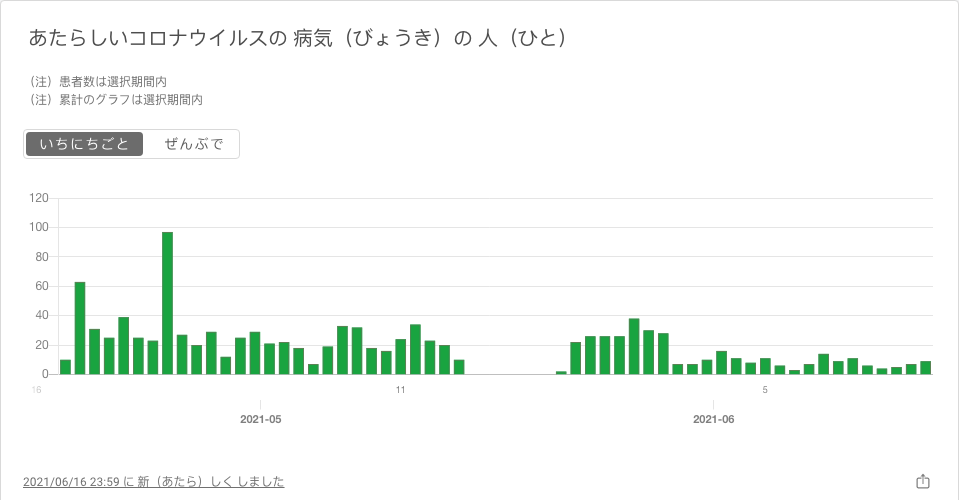 あたらしいコロナウイルスの 病気（びょうき）の 人（ひと）
（注）患者数は選択期間内
（注）累計のグラフは選択期間内
いちにちごと ぜんぶで
120
100
80
60
40
20
0
16 11 5
2021-05 2021-06
2021/06/16 23:59 に 新（あたら）しく しました